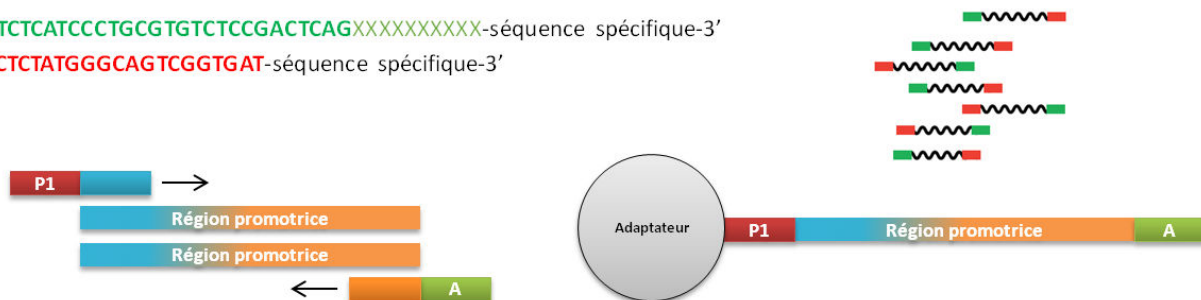 TCTCATCCCTGCGTGTCTCCGACTCAGXXXXXXXXXX-séquence spécifique-3’
CTCTATGGGCAGTCGGTGAT-séquence spécifique-3’
P1
Région promotrice
Région promotrice
A
Adaptateur
P1
Région promotrice
A